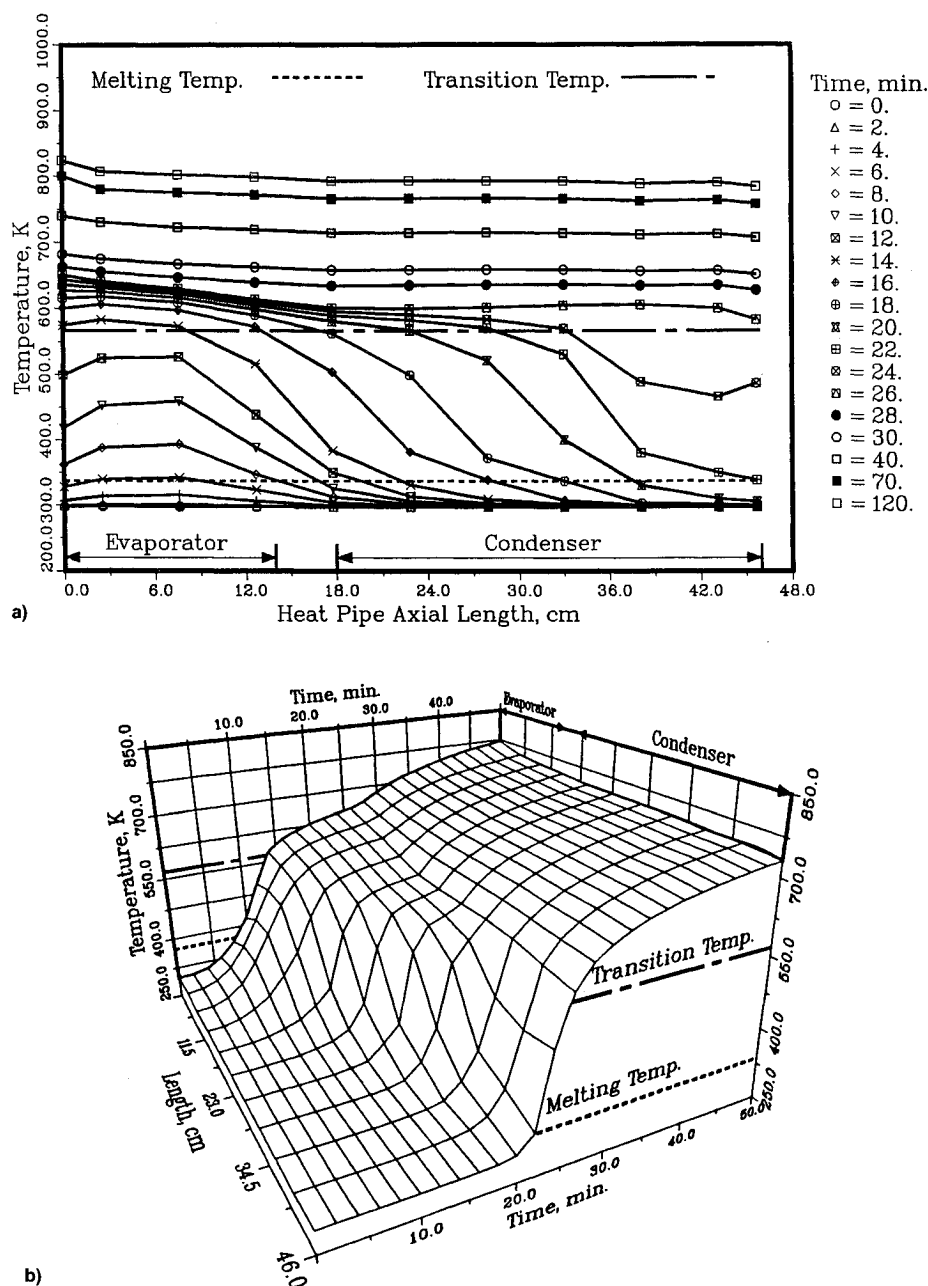 1000.0
900.0
800.0
700.0
600.0
500.0
400.0
300.0
200.0
Temperature, K
Melting Temp.
Transition Temp.
Evaporator
Condenser
0.0 6.0 12.0 18.0 24.0 30.0 36.0 42.0 48.0
Heat Pipe Axial Length, cm
Time, min.
= 0.
= 2.
= 4.
= 6.
= 8.
= 10.
= 12.
= 14.
= 16.
= 18.
= 20.
= 22.
= 24.
= 26.
= 28.
= 30.
= 40.
= 70.
= 120.
a)
Time, min.
10.0 20.0 30.0 40.0
Evaporator
Condenser
850.0
700.0
550.0
400.0
250.0
Temperature, K
11.5
23.0
34.5
46.0
Length, cm
850.0
700.0
550.0
400.0
250.0
Transition Temp.
Melting Temp.
10.0 20.0 30.0 40.0 50.0
Time, min.
b)